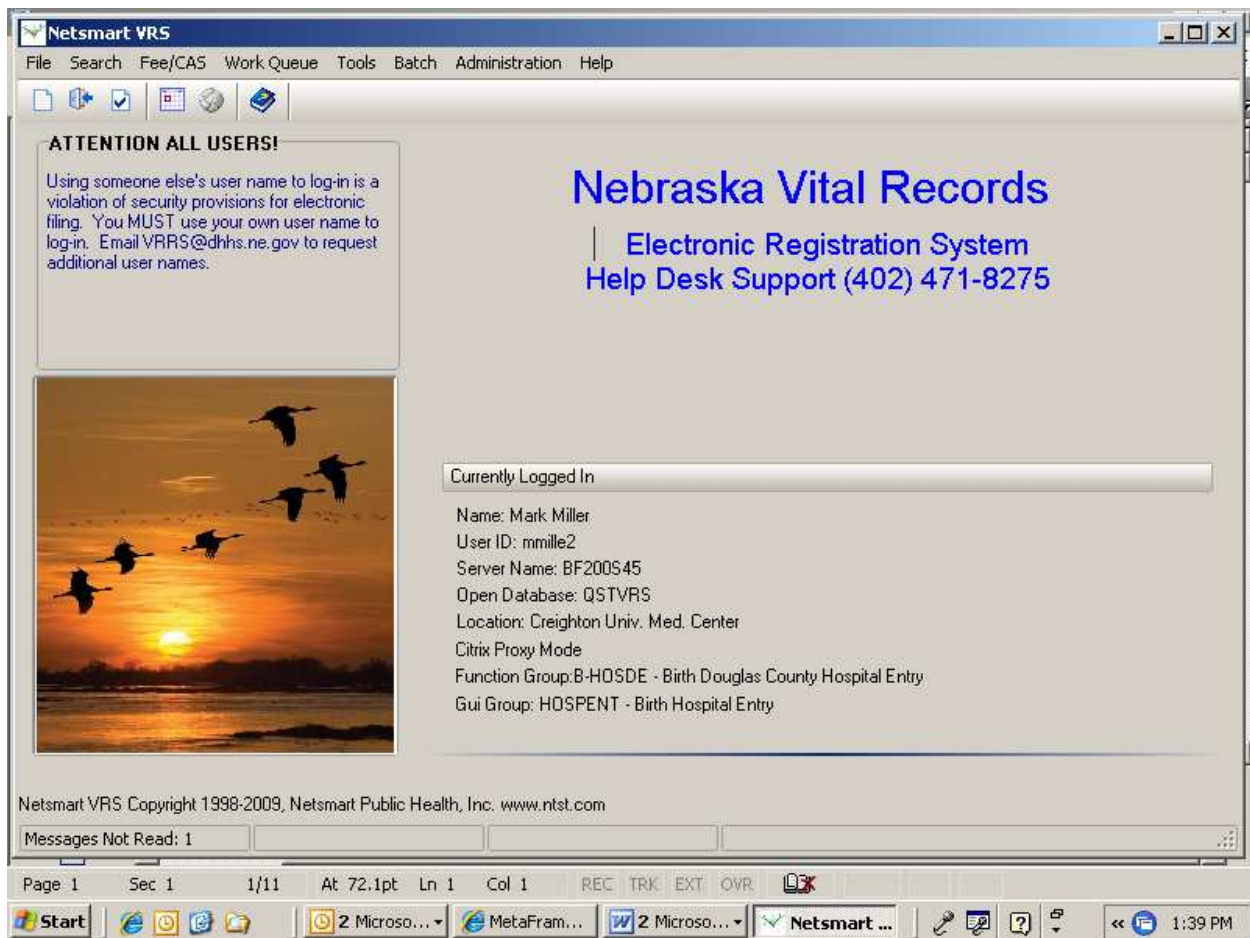 Netsmart VRS
File Search Fee/CAS Work Queue Tools Batch Administration Help
ATTENTION ALL USERS!
Using someone else's user name to log-in is a
violation of security provisions for electronic
filing. You MUST use your own user name to
log-in. Email VRRS@dhhs.ne.gov to request
additional user names.
Nebraska Vital Records
Electronic Registration System
Help Desk Support (402) 471-8275
Currently Logged In
Name: Mark Miller
User ID: mmille2
Server Name: BF200S45
Open Database: QSTVRS
Location: Creighton Univ. Med. Center
Citrix Proxy Mode
Function Group:B-HOSDE - Birth Douglas County Hospital Entry
Gui Group: HOSPENT - Birth Hospital Entry
Netsmart VRS Copyright 1998-2009, Netsmart Public Health, Inc. www.ntst.com
Messages Not Read: 1
Page 1 Sec 1 1/11 At 72.1pt Ln 1 Col 1 REC TRK EXT OVR
Start 2 Microso... MetaFram... 2 Microso... Netsmart ... « 1:39 PM